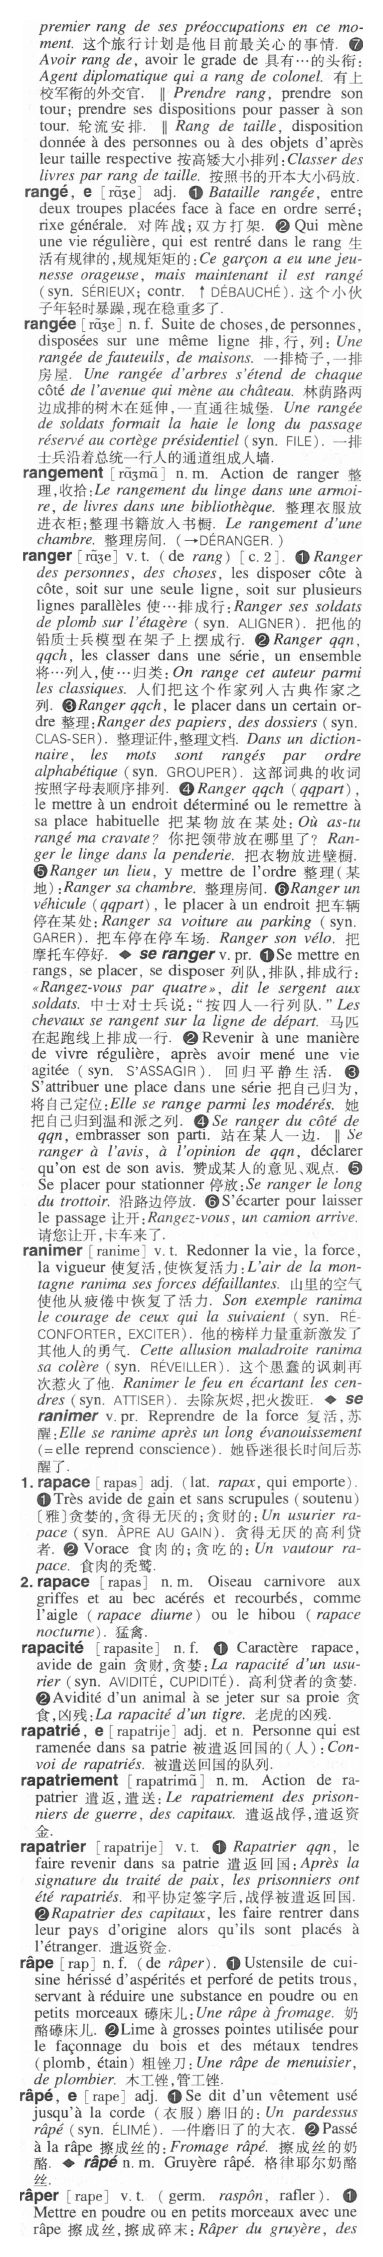 premier rang de ses préoccupations en ce mo-
ment. 这个旅行计划是他目前最关心的事情. ❼
Avoir rang de, avoir le grade de 具有…的头衔:
Agent diplomatique qui a rang de colonel. 有上
校军衔的外交官. ‖ Prendre rang, prendre son
tour; prendre ses dispositions pour passer à son
tour. 轮流安排. ‖ Rang de taille, disposition
donnée à des personnes ou à des objets d'après
leur taille respective 按高矮大小排列:Classer des
livres par rang de taille. 按照书的开本大小码放.
rangé, e [rɑ̃ʒe] adj. ❶ Bataille rangée, entre
deux troupes placées face à face en ordre serré;
rixe générale. 对阵战;双方打架. ❷ Qui mène
une vie régulière, qui est rentré dans le rang 生
活有规律的,规规矩矩的:Ce garçon a eu une jeu-
nesse orageuse, mais maintenant il est rangé
(syn. SÉRIEUX; contr. ↑ DÉBAUCHÉ). 这个小伙
子年轻时暴躁,现在稳重多了.
rangée [rɑ̃ʒe] n. f. Suite de choses, de personnes,
disposées sur une même ligne 排,行,列: Une
rangée de fauteuils, de maisons. 一排椅子,一排
房屋. Une rangée d'arbres s'étend de chaque
côté de l'avenue qui mène au château. 林荫路两
边成排的树木在延伸,一直通往城堡. Une rangée
de soldats formait la haie le long du passage
réservé au cortège présidentiel (syn. FILE). 一排
士兵沿着总统一行人的通道组成人墙.
rangement [rɑ̃ʒmɑ̃] n. m. Action de ranger 整
理,收拾:Le rangement du linge dans une armoi-
re, de livres dans une bibliothèque. 整理衣服放
进衣柜;整理书籍放入书橱. Le rangement d'une
chambre. 整理房间. (→DÉRANGER. )
ranger [rɑ̃ʒe] v. t. (de rang) [c. 2]. ❶ Ranger
des personnes, des choses, les disposer côte à
côte, soit sur une seule ligne, soit sur plusieurs
lignes parallèles 使…排成行:Ranger ses soldats
de plomb sur l'étagère (syn. ALIGNER). 把他的
铅质士兵模型在架子上摆成行. ❷ Ranger qqn,
qqch, les classer dans une série, un ensemble
将…列入,使…归类: On range cet auteur parmi
les classiques. 人们把这个作家列入古典作家之
列. ❸ Ranger qqch, le placer dans un certain or-
dre 整理:Ranger des papiers, des dossiers (syn.
CLAS-SER). 整理证件,整理文档. Dans un diction-
naire, les mots sont rangés par ordre
alphabétique (syn. GROUPER). 这部词典的收词
按照字母表顺序排列. ❹ Ranger qqch (qqpart),
le mettre à un endroit déterminé ou le remettre à
sa place habituelle 把某物放在某处: Où as-tu
rangé ma cravate? 你把领带放在哪里了? Ran-
ger le linge dans la penderie. 把衣物放进壁橱.
❺ Ranger un lieu, y mettre de l'ordre 整理(某
地):Ranger sa chambre. 整理房间. ❻ Ranger un
véhicule (qqpart), le placer à un endroit 把车辆
停在某处: Ranger sa voiture au parking (syn.
GARER). 把车停在停车场. Ranger son vélo. 把
摩托车停好. ◆ se ranger v. pr. ❶ Se mettre en
rangs, se placer, se disposer 列队,排队,排成行:
«Rangez-vous par quatre», dit le sergent aux
soldats. 中士对士兵说:“按四人一行列队.” Les
chevaux se rangent sur la ligne de départ. 马匹
在起跑线上排成一行. ❷ Revenir à une manière
de vivre régulière, après avoir mené une vie
agitée (syn. S'ASSAGIR). 回归平静生活. ❸
S'attribuer une place dans une série 把自己归为,
将自己定位:Elle se range parmi les modérés. 她
把自己归到温和派之列. ❹ Se ranger du côté de
qqn, embrasser son parti. 站在某人一边. ‖ Se
ranger à l'avis, à l'opinion de qqn, déclarer
qu'on est de son avis. 赞成某人的意见、观点. ❺
Se placer pour stationner 停放:Se ranger le long
du trottoir. 沿路边停放. ❻ S'écarter pour laisser
le passage 让开:Rangez-vous, un camion arrive.
请您让开,卡车来了.
ranimer [ranime] v. t. Redonner la vie, la force,
la vigueur 使复活,使恢复活力:L'air de la mon-
tagne ranima ses forces défaillantes. 山里的空气
使他从疲倦中恢复了活力. Son exemple ranima
le courage de ceux qui la suivaient (syn. RÉ-
CONFORTER, EXCITER). 他的榜样力量重新激发了
其他人的勇气. Cette allusion maladroite ranima
sa colère (syn. RÉVEILLER). 这个愚蠢的讽刺再
次惹火了他. Ranimer le feu en écartant les cen-
dres (syn. ATTISER). 去除灰烬,把火拨旺. ◆ se
ranimer v. pr. Reprendre de la force 复活,苏
醒:Elle se ranime après un long évanouissement
(= elle reprend conscience). 她昏迷很长时间后苏
醒了.
1. rapace [rapas] adj. (lat. rapax, qui emporte).
❶ Très avide de gain et sans scrupules (soutenu)
[雅]贪婪的,贪得无厌的;贪财的: Un usurier ra-
pace (syn. ÂPRE AU GAIN). 贪得无厌的高利贷
者. ❷ Vorace 食肉的;贪吃的: Un vautour ra-
pace. 食肉的秃鹫.
2. rapace [rapas] n. m. Oiseau carnivore aux
griffes et au bec acérés et recourbés, comme
l'aigle (rapace diurne) ou le hibou (rapace
nocturne). 猛禽.
rapacité [rapasite] n. f. ❶ Caractère rapace,
avide de gain 贪财,贪婪:La rapacité d'un usu-
rier (syn. AVIDITÉ, CUPIDITÉ). 高利贷者的贪婪.
❷ Avidité d'un animal à se jeter sur sa proie 贪
食,凶残:La rapacité d'un tigre. 老虎的凶残.
rapatrié, e [rapatrije] adj. et n. Personne qui est
ramenée dans sa patrie 被遣返回国的(人): Con-
voi de rapatriés. 被遣送回国的队列.
rapatriement [rapatrimɑ̃] n. m. Action de ra-
patrier 遣返,遣送: Le rapatriement des prison-
niers de guerre, des capitaux. 遣返战俘,遣返资
金.
rapatrier [rapatrije] v. t. ❶ Rapatrier qqn, le
faire revenir dans sa patrie 遣返回国:Après la
signature du traité de paix, les prisonniers ont
été rapatriés. 和平协定签字后,战俘被遣返回国.
❷ Rapatrier des capitaux, les faire rentrer dans
leur pays d'origine alors qu'ils sont placés à
l'étranger. 遣返资金.
râpe [rap] n. f. (de râper). ❶ Ustensile de cui-
sine hérissé d'aspérités et perforé de petits trous,
servant à réduire une substance en poudre ou en
petits morceaux 礤床儿:Une râpe à fromage. 奶
酪礤床儿. ❷ Lime à grosses pointes utilisée pour
le façonnage du bois et des métaux tendres
(plomb, étain) 粗锉刀: Une râpe de menuisier,
de plombier. 木工锉,管工锉.
râpé, e [rape] adj. ❶ Se dit d'un vêtement usé
jusqu'à la corde (衣服)磨旧的: Un pardessus
râpé (syn. ÉLIMÉ). 一件磨旧了的大衣. ❷ Passé
à la râpe 擦成丝的:Fromage râpé. 擦成丝的奶
酪. ◆ râpé n. m. Gruyère râpé. 格律耶尔奶酪
丝.
râper [rape] v. t. (germ. raspôn, rafler). ❶
Mettre en poudre ou en petits morceaux avec une
râpe 擦成丝,擦成碎末: Râper du gruyère, des